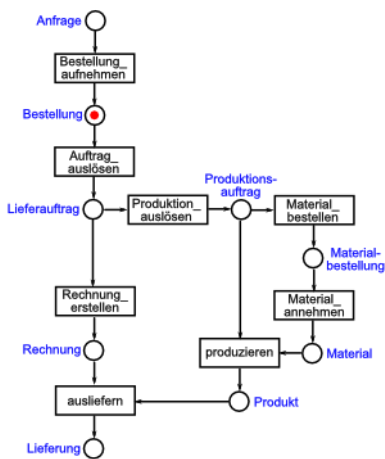 Anfrage
Bestellung_
aufnehmen
Bestellung
Auftrag_
auslösen
Lieferauftrag
Produktion_
auslösen
Produktions-
auftrag
Material_
bestellen
Material-
bestellung
Rechnung_
erstellen
Material_
annehmen
Rechnung
produzieren
Material
ausliefern
Produkt
Lieferung